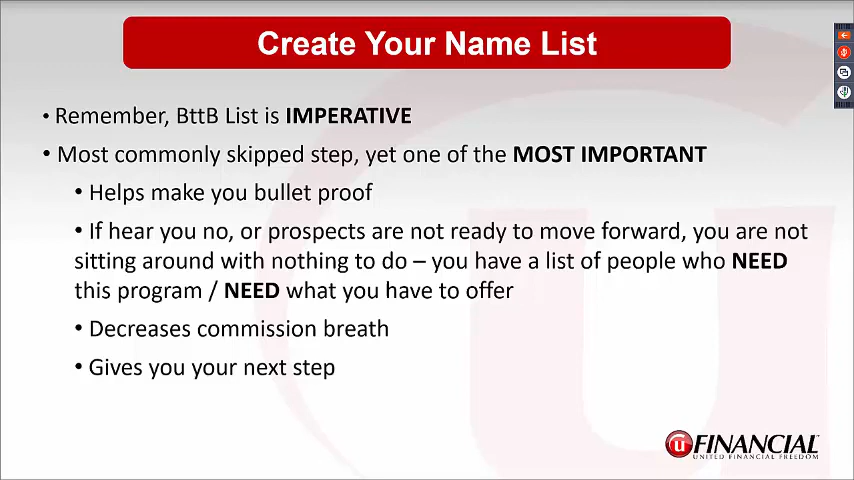 Create Your Name List
• Remember, BttB List is IMPERATIVE
• Most commonly skipped step, yet one of the MOST IMPORTANT
• Helps make you bullet proof
• If hear you no, or prospects are not ready to move forward, you are not
sitting around with nothing to do – you have a list of people who NEED
this program / NEED what you have to offer
• Decreases commission breath
• Gives you your next step
u FINANCIAL
UNITED FINANCIAL FREEDOM